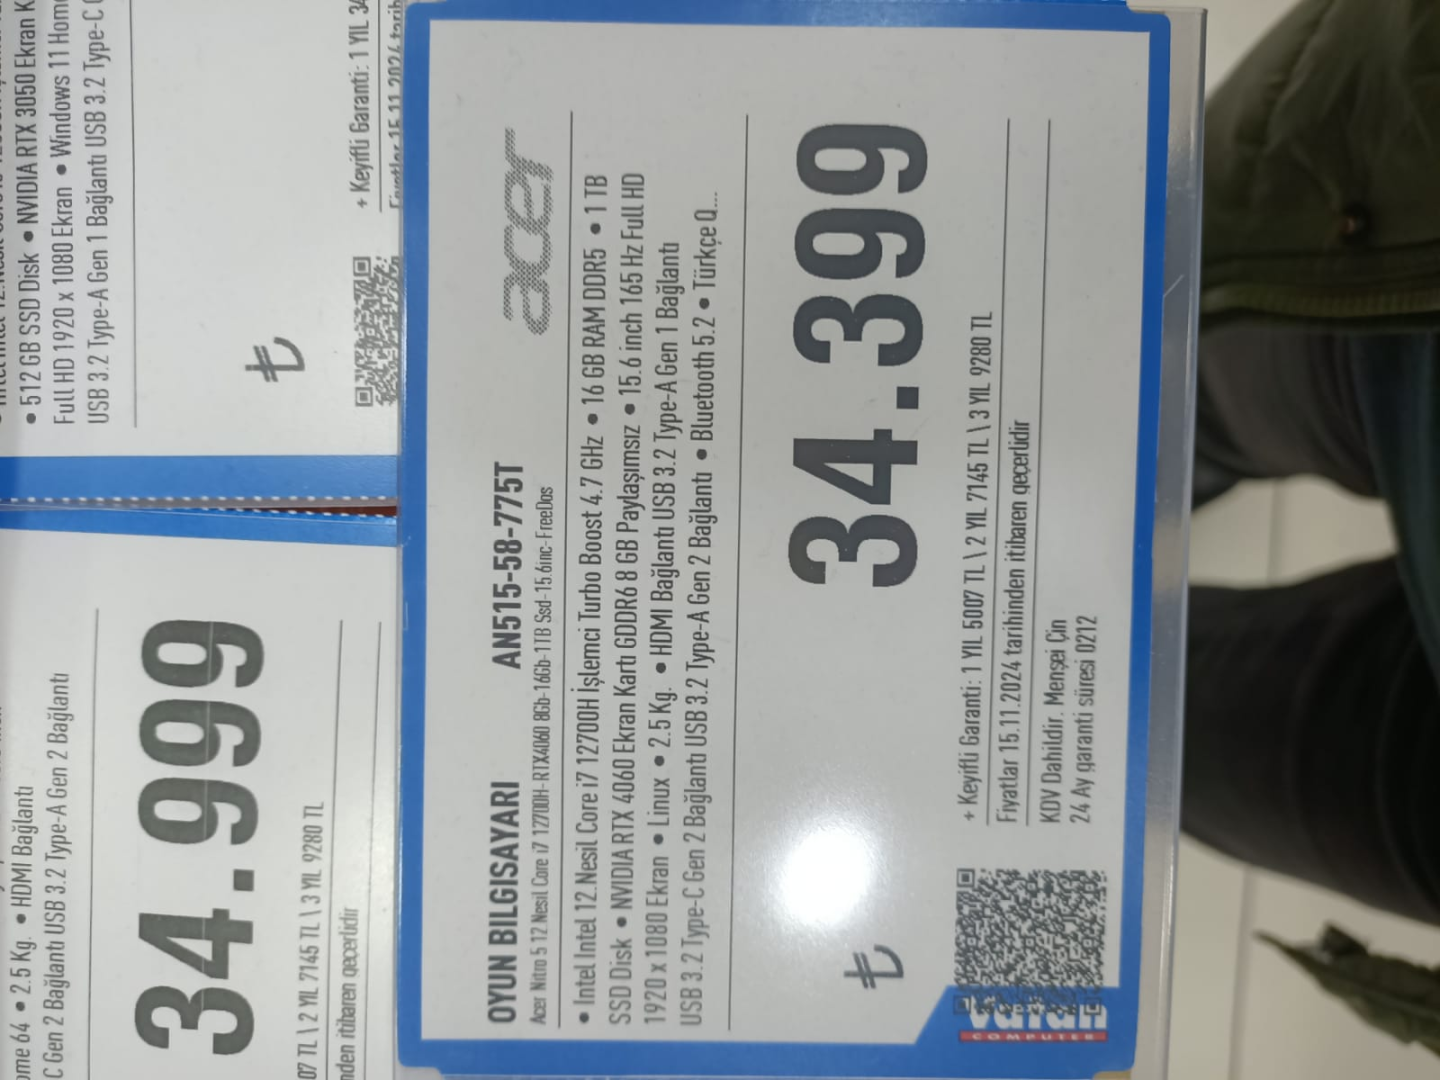 512 GB SSD Disk • NVIDIA RTX 3050 Ekran K
Full HD 1920 x 1080 Ekran • Windows 11 Hom
USB 3.2 Type-A Gen 1 Bağlantı USB 3.2 Type-C
₺
+ Keyifli Garanti: 1 YIL
Fiyatlar 15.11.2024
64 • 2.5 Kg. • HDMI Bağlantı
C Gen 2 Bağlantı USB 3.2 Type-A Gen 2 Bağlantı
34.999
07 TL \ 2 YIL 7145 TL \ 3 YIL 9280 TL
nden itibaren geçerlidir
OYUN BILGISAYARI AN515-58-775T
acer
Acer Nitro 5 12 Nesil Core i7 12700H-RTX4060 8Gb-16Gb-1TB Ssd-15.6inc-FreeDos
• Intel Intel 12.Nesil Core i7 12700H İşlemci Turbo Boost 4.7 GHz • 16 GB RAM DDR5 • 1 TB
SSD Disk • NVIDIA RTX 4060 Ekran Kartı GDDR6 8 GB Paylaşımsız • 15.6 inch 165 Hz Full HD
1920 x 1080 Ekran • Linux • 2.5 Kg. • HDMI Bağlantı USB 3.2 Type-A Gen 1 Bağlantı
USB 3.2 Type-C Gen 2 Bağlantı USB 3.2 Type-A Gen 2 Bağlantı • Bluetooth 5.2 • Türkçe Q...
₺ 34.399
+ Keyifli Garanti: 1 YIL 5007 TL \ 2 YIL 7145 TL \ 3 YIL 9280 TL
Fiyatlar 15.11.2024 tarihinden itibaren geçerlidir
KDV Dahildir. Menşei Çin
24 Ay garanti süresi 0212
vatan
COMPUTER